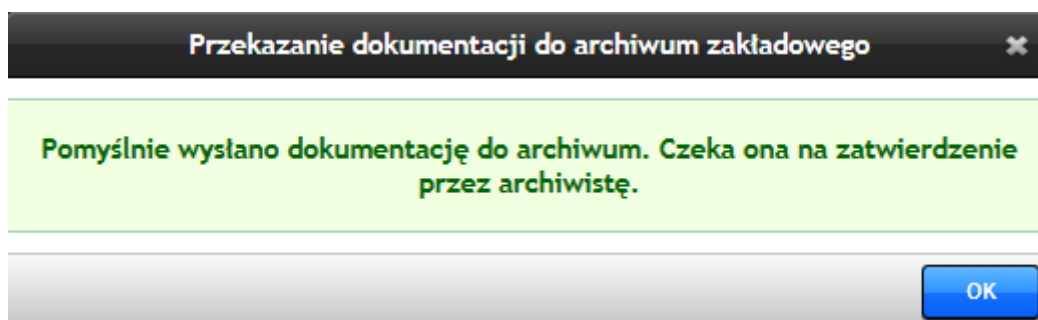 Przekazanie dokumentacji do archiwum zakładowego
Pomyślnie wysłano dokumentację do archiwum. Czeka ona na zatwierdzenie
przez archiwistę.
OK